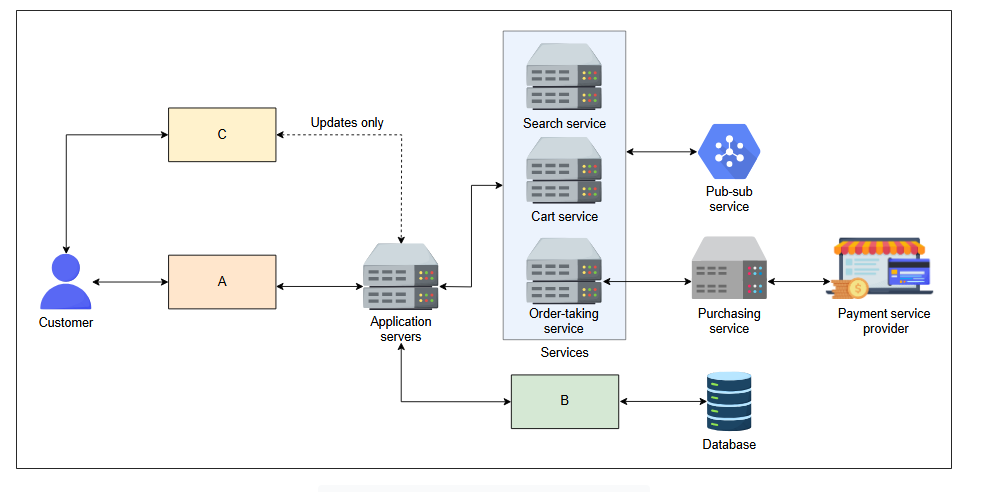 C
Updates only
Search service
Pub-sub
service
Cart service
A
Customer
Application
servers
Order-taking
service
Purchasing
service
Payment service
provider
Services
B
Database